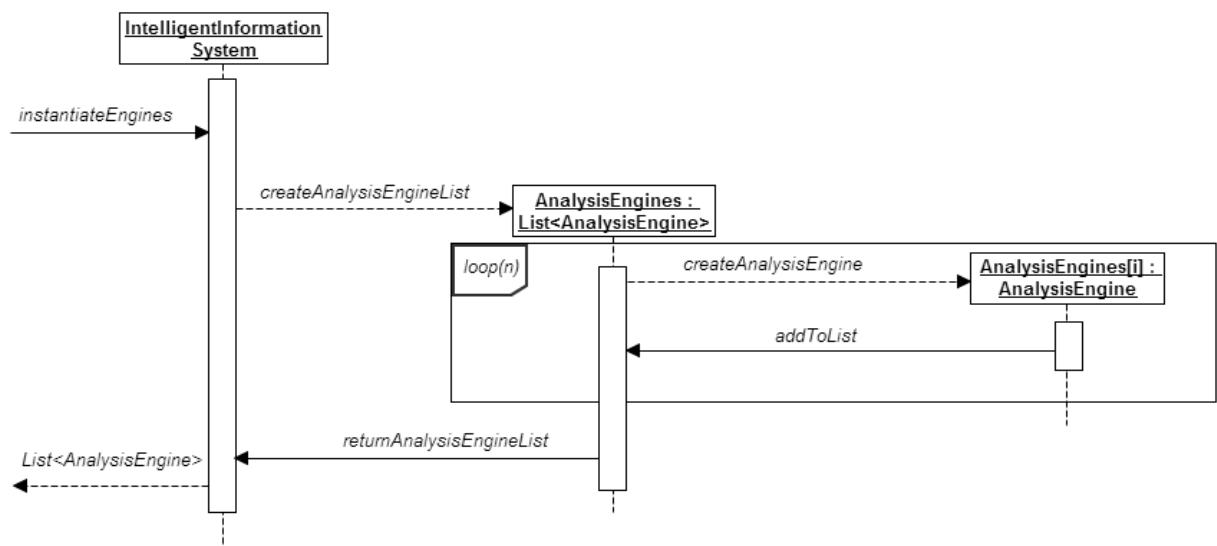 IntelligentInformation
System
instantiateEngines
createAnalysisEngineList
AnalysisEngines :
List<AnalysisEngine>
loop(n)
createAnalysisEngine
AnalysisEngines[i] :
AnalysisEngine
addToList
returnAnalysisEngineList
List<AnalysisEngine>